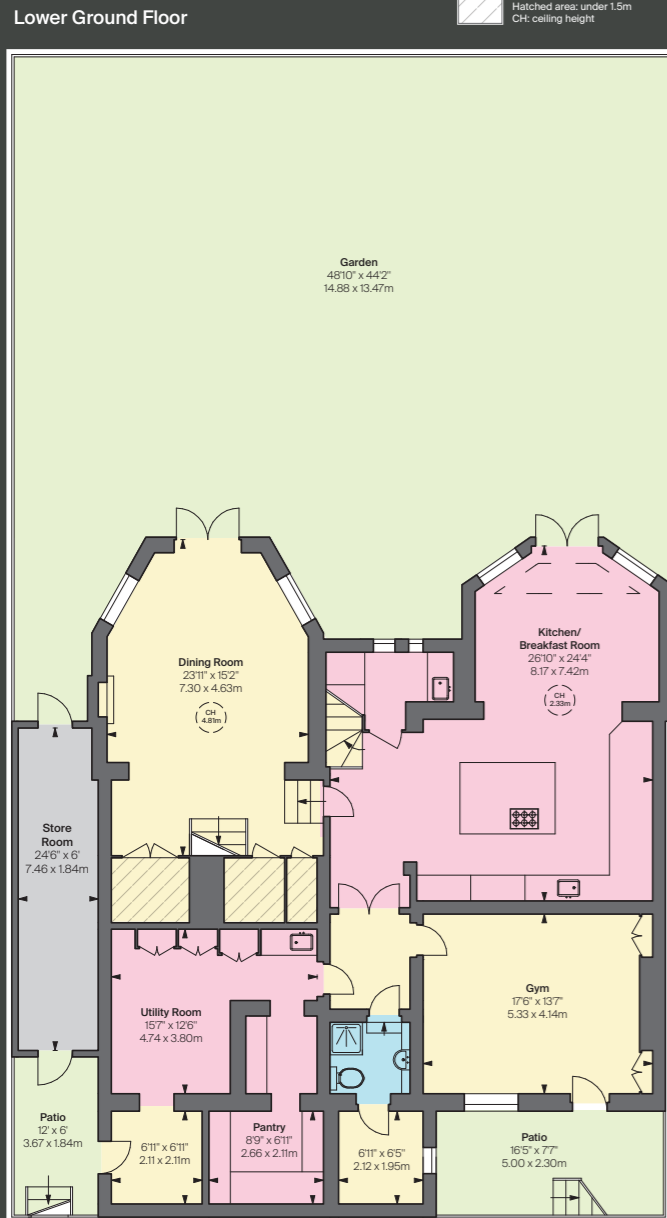 Lower Ground Floor
Hatched area: under 1.5m
CH: ceiling height
Garden
48'10" x 44'2"
14.88 x 13.47m
Dining Room
23'11" x 15'2"
7.30 x 4.63m
CH
4.81m
Kitchen/
Breakfast Room
26'10" x 24'4"
8.17 x 7.42m
CH
2.33m
Store
Room
24'6" x 6'
7.46 x 1.84m
Utility Room
15'7" x 12'6"
4.74 x 3.80m
Gym
17'6" x 13'7"
5.33 x 4.14m
Patio
12' x 6'
3.67 x 1.84m
6'11" x 6'11"
2.11 x 2.11m
Pantry
8'9" x 6'11"
2.66 x 2.11m
6'11" x 6'5"
2.12 x 1.95m
Patio
16'5" x 7'7"
5.00 x 2.30m